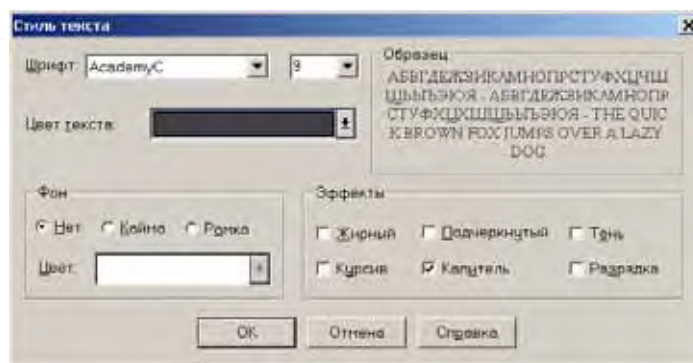 Стиль текста
Шрифт: AcademyC 9
Цвет текста:
Образец
АБВГДЕЖЗИКЛМНОПРСТУФХЦЧШ
ЩЬЫЪЭЮЯ - АБВГДЕЖЗИКЛМНОПР
СТУФХЦЧШЩЬЫЪЭЮЯ - THE QUIC
K BROWN FOX JUMPS OVER A LAZY
DOG
Фон
Нет Кайма Рамка
Цвет:
Эффекты
Жирный Подчеркнутый Тень
Курсив Капитель Разрядка
OK Отмена Справка